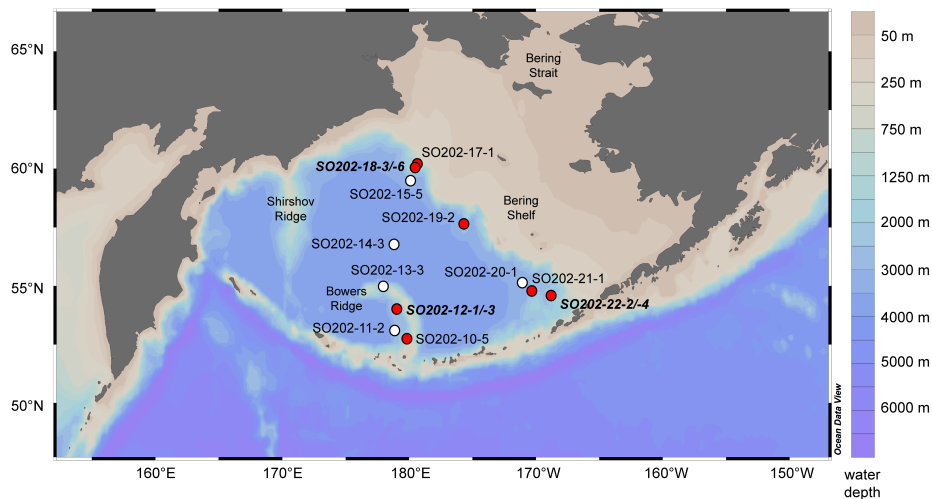 65°N
60°N
55°N
50°N
160°E
170°E
180°E
170°W
160°W
150°W
Bering
Strait
SO202-17-1
SO202-18-3/-6
SO202-15-5
Shirshov
Ridge
Bering
Shelf
SO202-19-2
SO202-14-3
SO202-13-3
SO202-20-1
SO202-21-1
Bowers
Ridge
SO202-22-2/-4
SO202-12-1/-3
SO202-11-2
SO202-10-5
Ocean Data View
50 m
250 m
750 m
1250 m
2000 m
3000 m
4000 m
5000 m
6000 m
water
depth